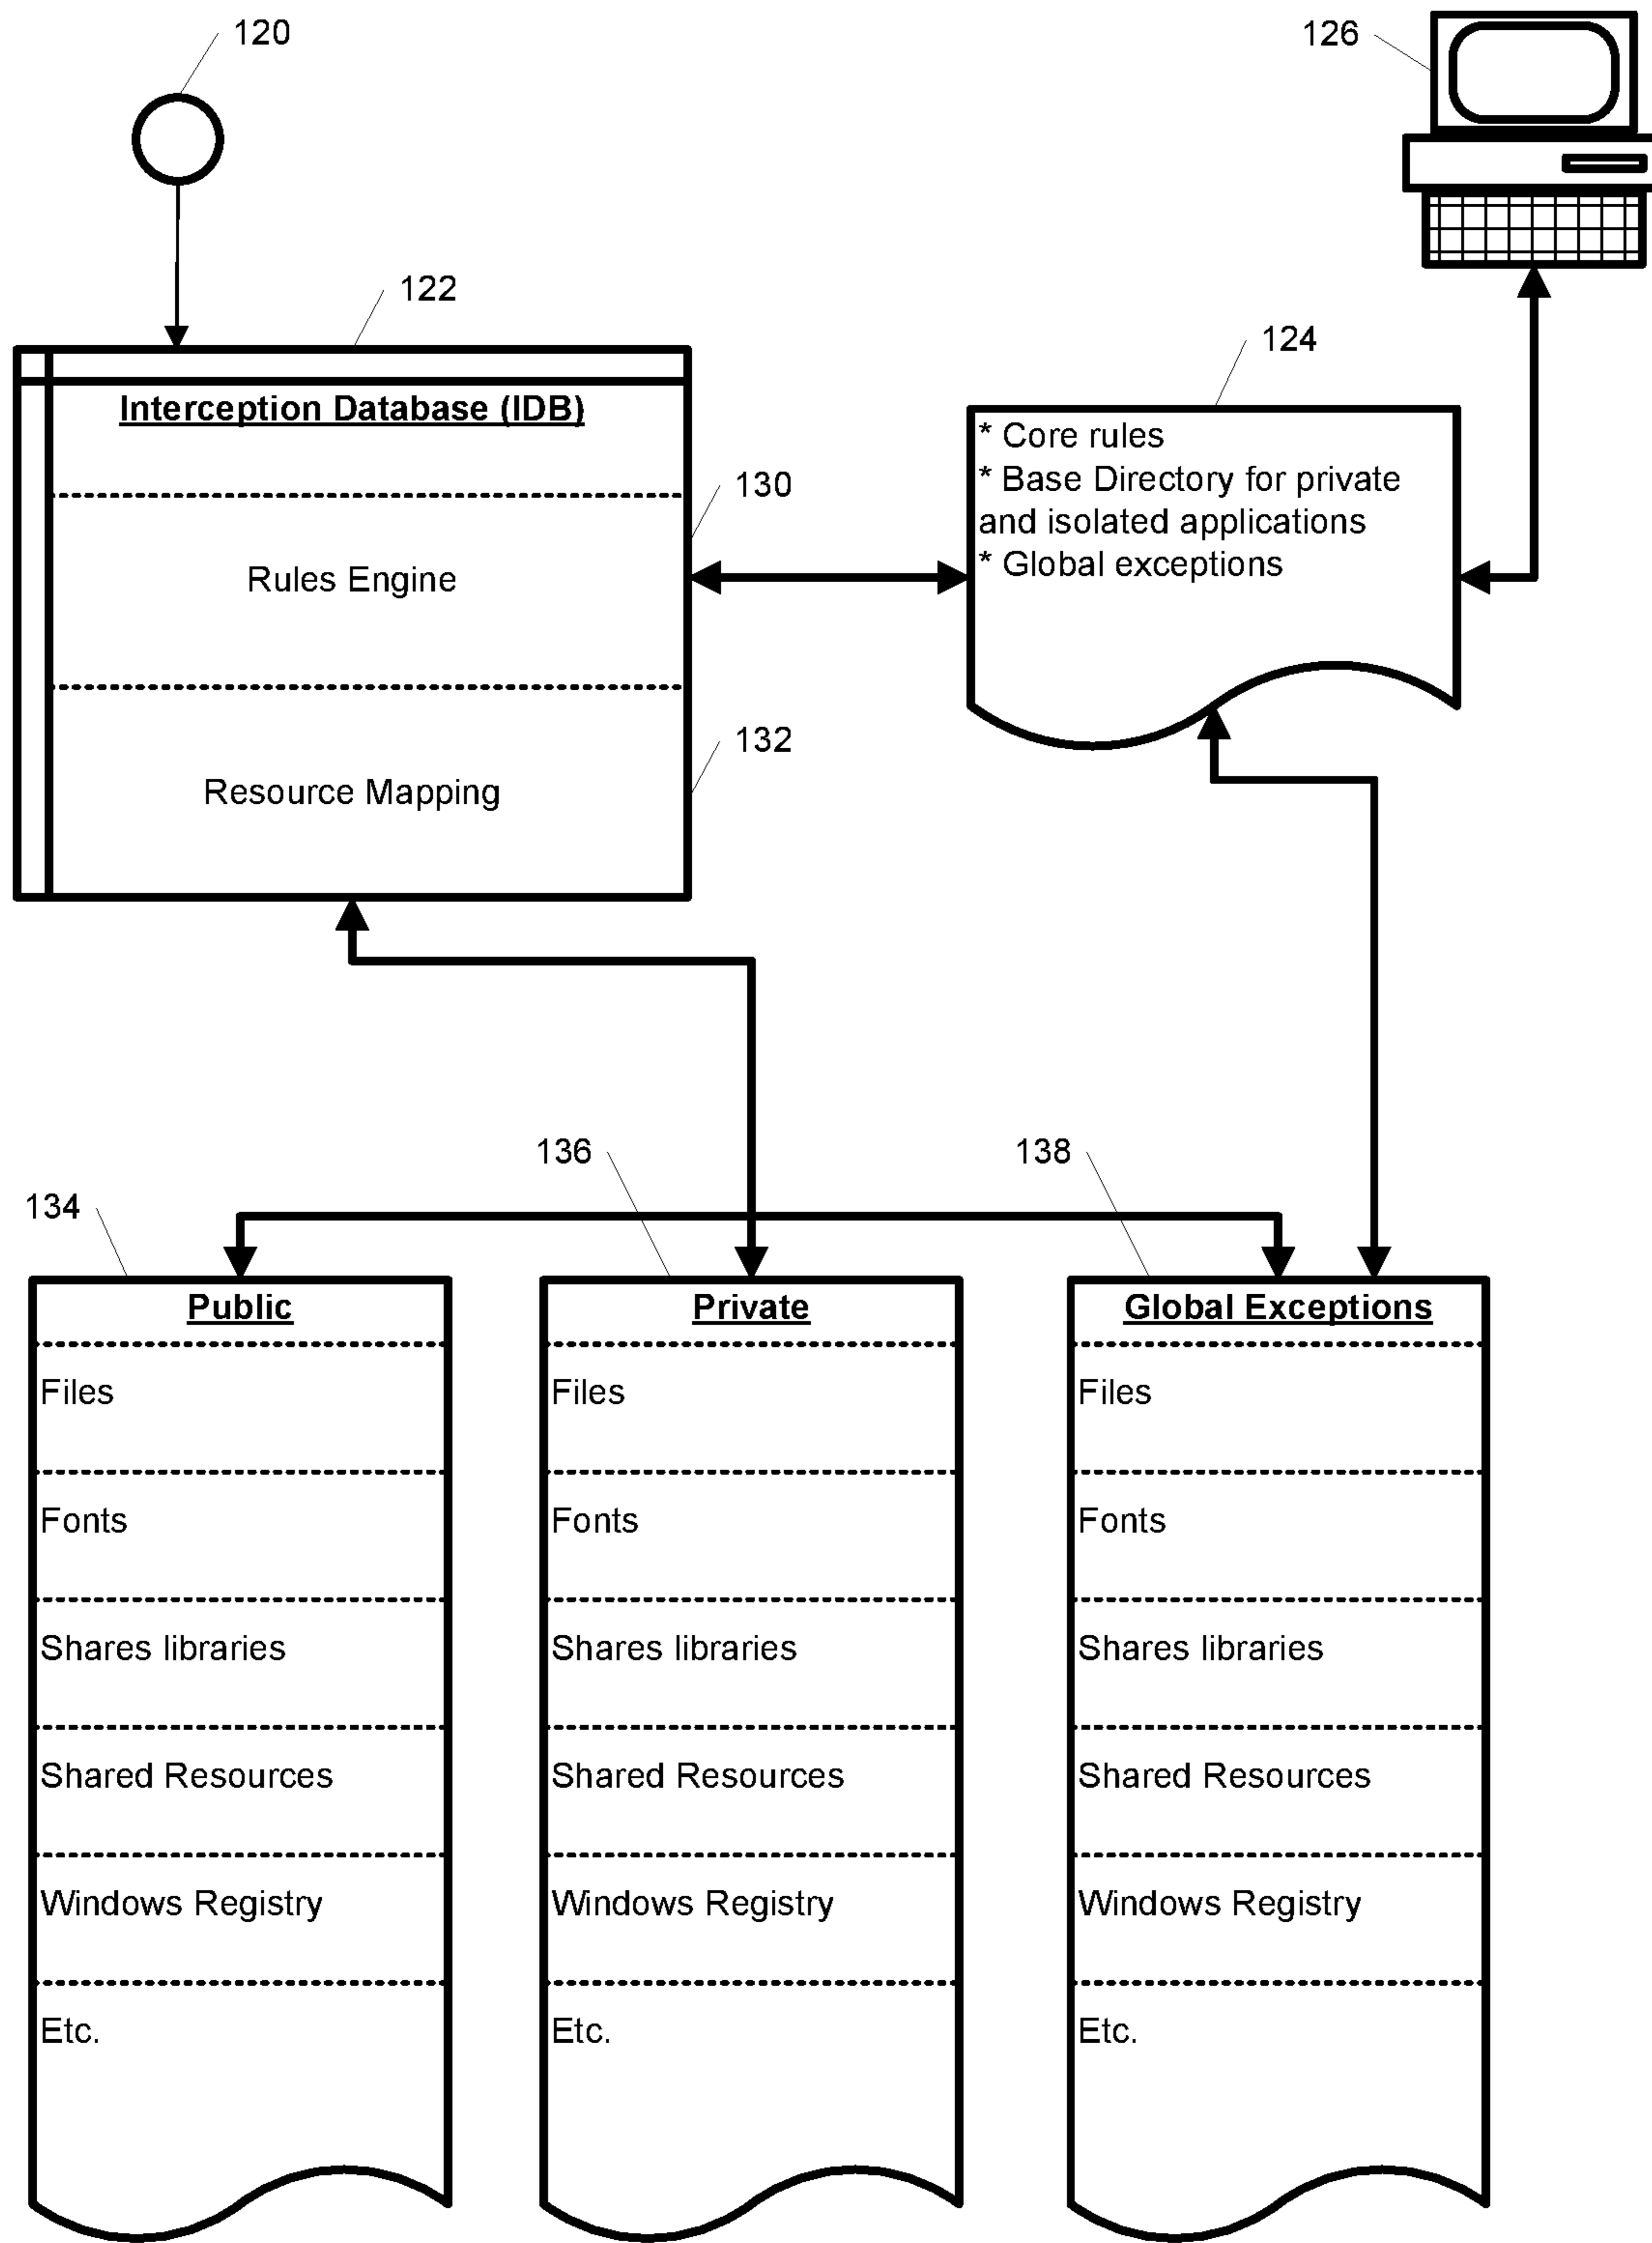 120
126
122
124
Interception Database (IDB)
* Core rules
* Base Directory for private
and isolated applications
* Global exceptions
130
Rules Engine
132
Resource Mapping
136
138
134
Public
Files
Fonts
Shares libraries
Shared Resources
Windows Registry
Etc.
Private
Files
Fonts
Shares libraries
Shared Resources
Windows Registry
Etc.
Global Exceptions
Files
Fonts
Shares libraries
Shared Resources
Windows Registry
Etc.